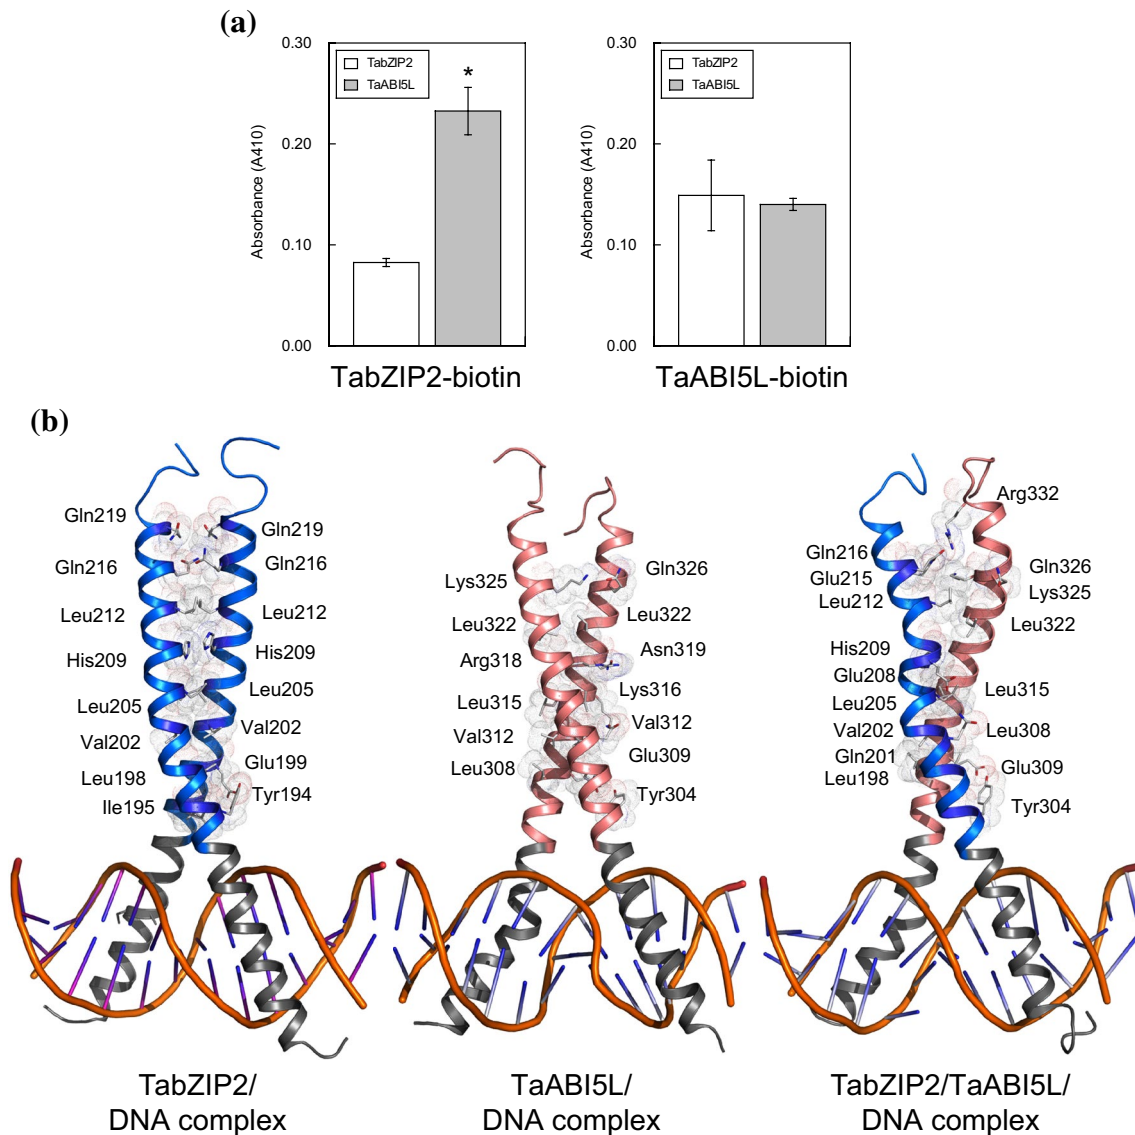 (a)
0.30
0.20
0.10
0.00
Absorbance (A410)
TabZIP2
TaABI5L
*
TabZIP2-biotin
0.30
0.20
0.10
0.00
Absorbance (A410)
TabZIP2
TaABI5L
TaABI5L-biotin
(b)
Gln219
Gln219
Gln216
Gln216
Leu212
Leu212
His209
His209
Leu205
Leu205
Val202
Val202
Glu199
Leu198
Tyr194
Ile195
TabZIP2/
DNA complex
Lys325
Gln326
Leu322
Leu322
Arg318
Asn319
Lys316
Leu315
Val312
Val312
Glu309
Leu308
Tyr304
TaABI5L/
DNA complex
Arg332
Gln216
Glu215
Gln326
Leu212
Lys325
Leu322
His209
Glu208
Leu315
Leu205
Val202
Leu308
Gln201
Glu309
Leu198
Tyr304
TabZIP2/TaABI5L/
DNA complex